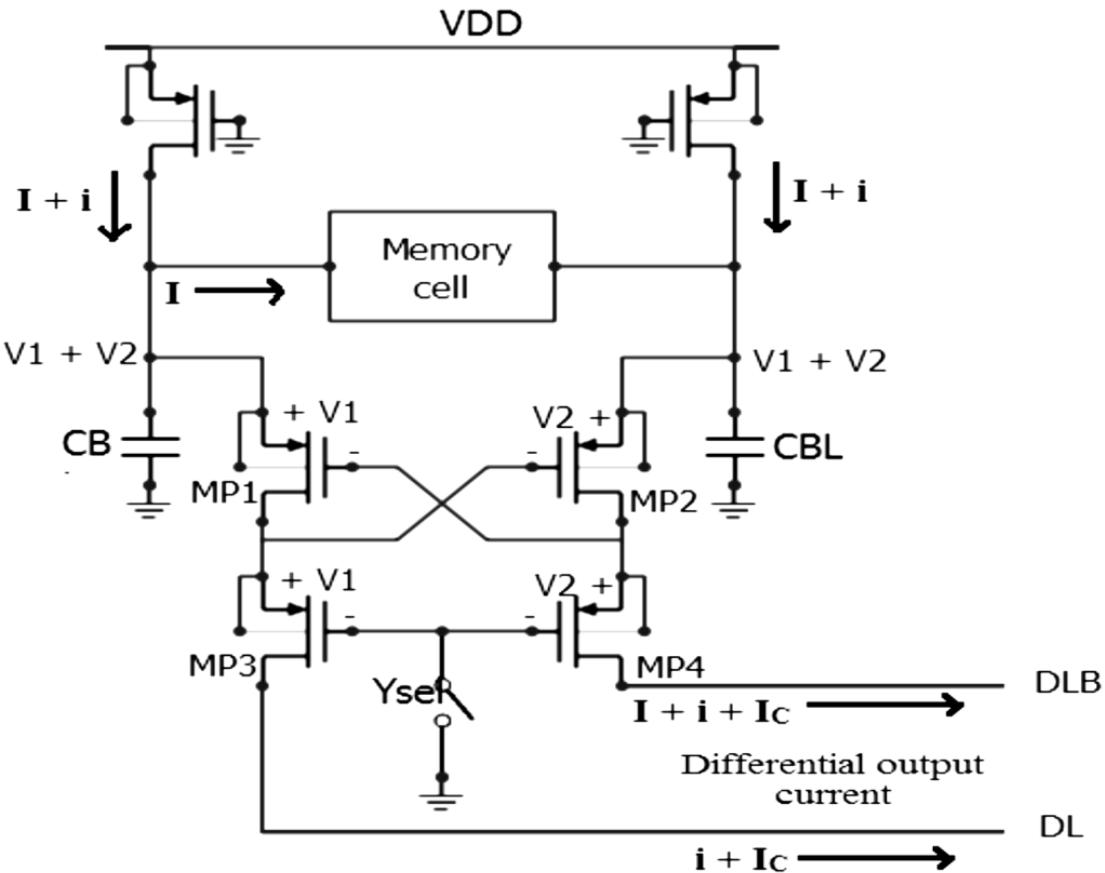 VDD
I + i
I + i
Memory
cell
I
V1 + V2
V1 + V2
+ V1
V2 +
CB
CBL
-
-
MP1
MP2
+ V1
V2 +
-
-
MP3
MP4
Ysel
DLB
I + i + IC
Differential output
current
DL
i + IC